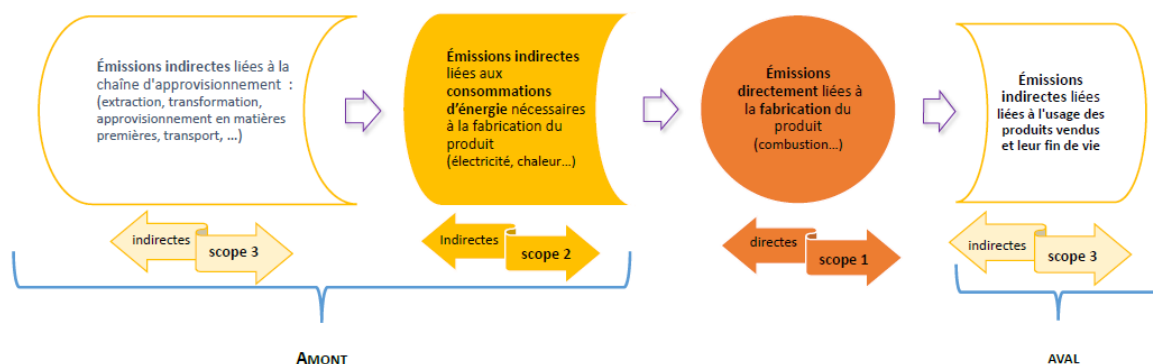 Émissions indirectes liées à la
chaîne d'approvisionnement :
(extraction, transformation,
approvisionnement en matières
premières, transport, ...)
Émissions indirectes
liées aux
consommations
d'énergie nécessaires
à la fabrication du
produit
(électricité, chaleur...)
Émissions
directement liées à
la fabrication du
produit
(combustion...)
Émissions
indirectes liées
liées à l'usage des
produits vendus
et leur fin de vie
indirectes
scope 3
Indirectes
scope 2
directes
scope 1
indirectes
scope 3
AMONT
AVAL